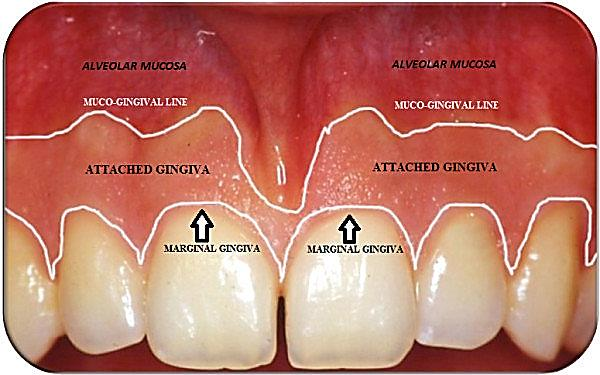 ALVEOLAR MUCOSA
ALVEOLAR MUCOSA
MUCO-GINGIVAL LINE
MUCO-GINGIVAL LINE
ATTACHED GINGIVA
ATTACHED GINGIVA
MARGINAL GINGIVA
MARGINAL GINGIVA